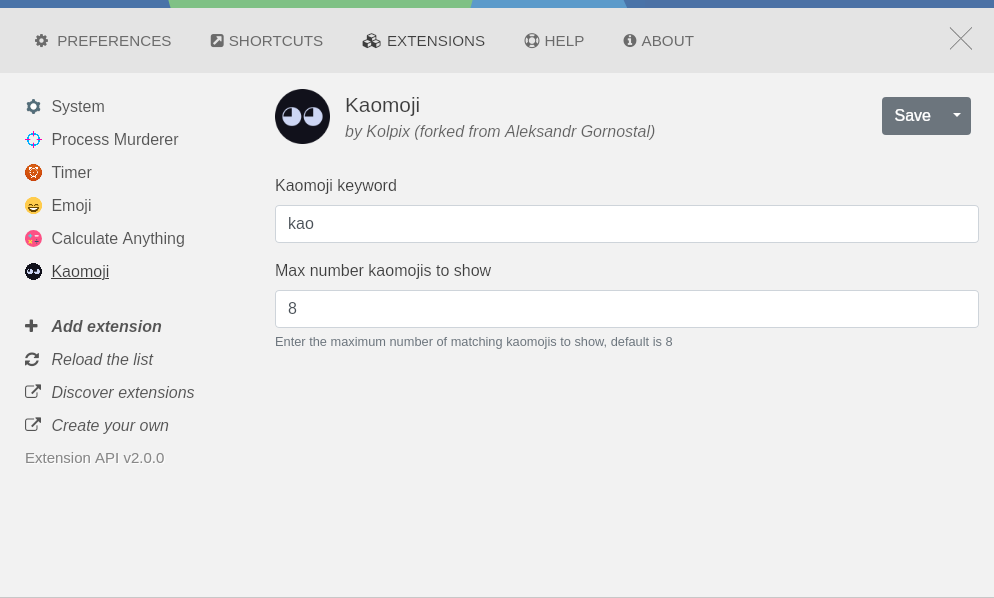 PREFERENCES SHORTCUTS EXTENSIONS HELP ABOUT
System
Process Murderer
Timer
Emoji
Calculate Anything
Kaomoji
Add extension
Reload the list
Discover extensions
Create your own
Extension API v2.0.0
Kaomoji
by Kolpix (forked from Aleksandr Gornostal)
Save
Kaomoji keyword
kao
Max number kaomojis to show
8
Enter the maximum number of matching kaomojis to show, default is 8